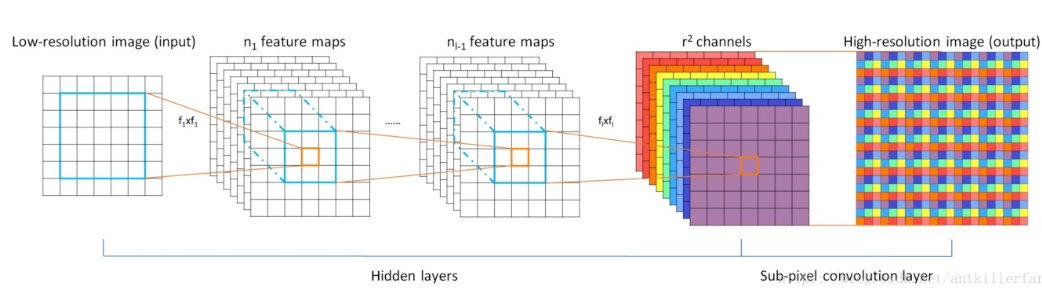 Low-resolution image (input)
n1 feature maps
nl-1 feature maps
r² channels
High-resolution image (output)
f1xf1
......
flxfl
Hidden layers
Sub-pixel convolution layer